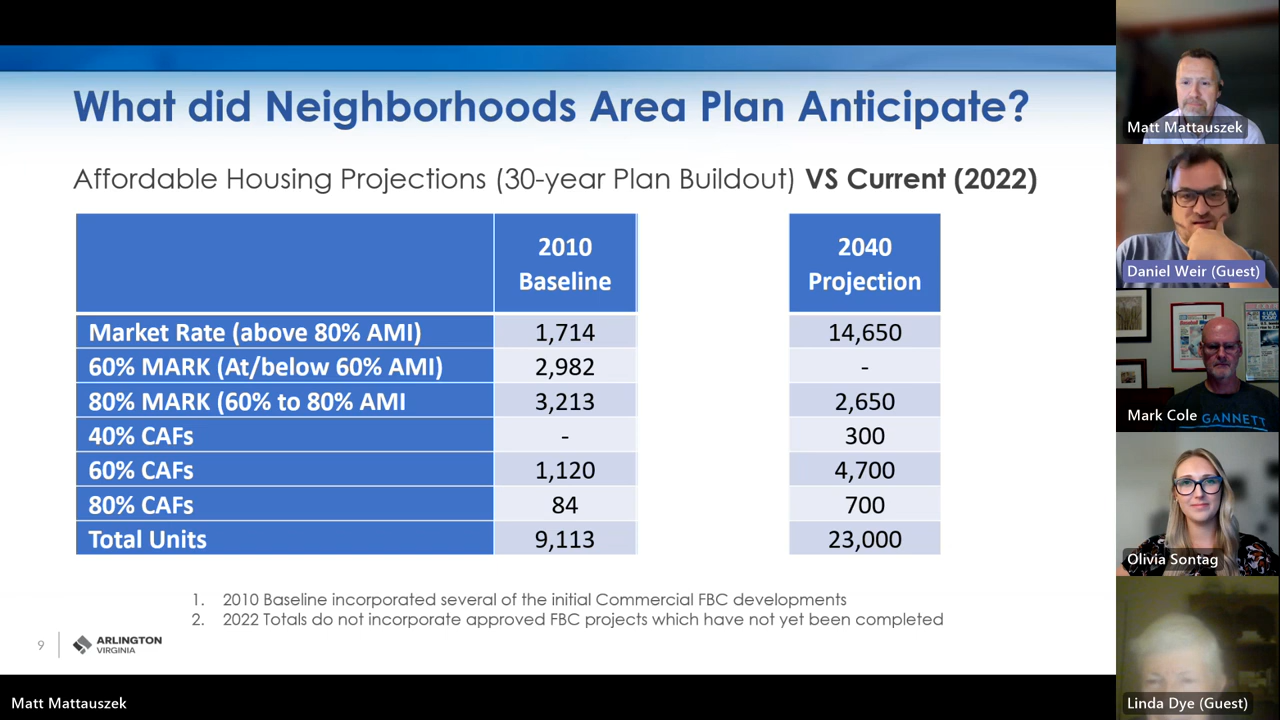 What did Neighborhoods Area Plan Anticipate?
Affordable Housing Projections (30-year Plan Buildout) VS Current (2022)
2010 Baseline 2040 Projection
Market Rate (above 80% AMI) 1,714 14,650
60% MARK (At/below 60% AMI) 2,982 -
80% MARK (60% to 80% AMI 3,213 2,650
40% CAFs - 300
60% CAFs 1,120 4,700
80% CAFs 84 700
Total Units 9,113 23,000
1. 2010 Baseline incorporated several of the initial Commercial FBC developments
2. 2022 Totals do not incorporate approved FBC projects which have not yet been completed
9
ARLINGTON
VIRGINIA
Matt Mattauszek
Matt Mattauszek
Daniel Weir (Guest)
Mark Cole
GANNETT
Olivia Sontag
Linda Dye (Guest)